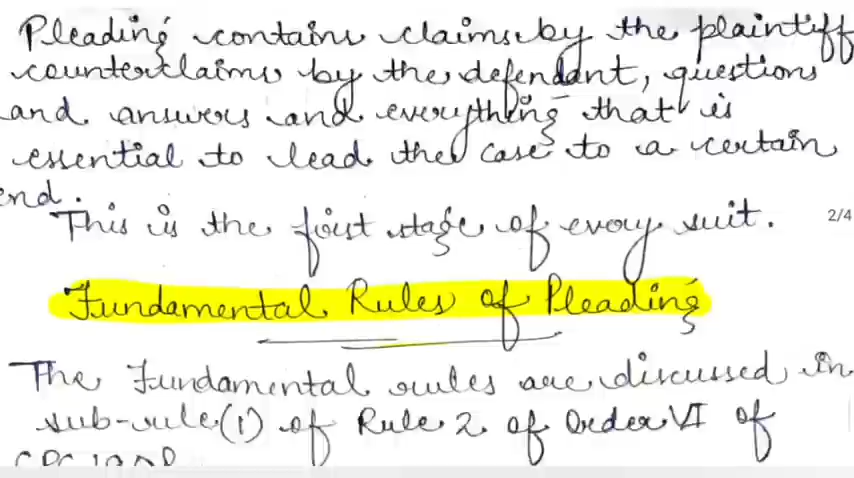 Pleading contains claims by the plaintiff
counterclaims by the defendant, questions
and answers and everything that is
essential to lead the case to a certain
end.
This is the first stage of every suit.
2/4
Fundamental Rules of Pleading
The Fundamental rules are discussed in
sub-rule(1) of Rule 2 of Order VI of
CPC 1908